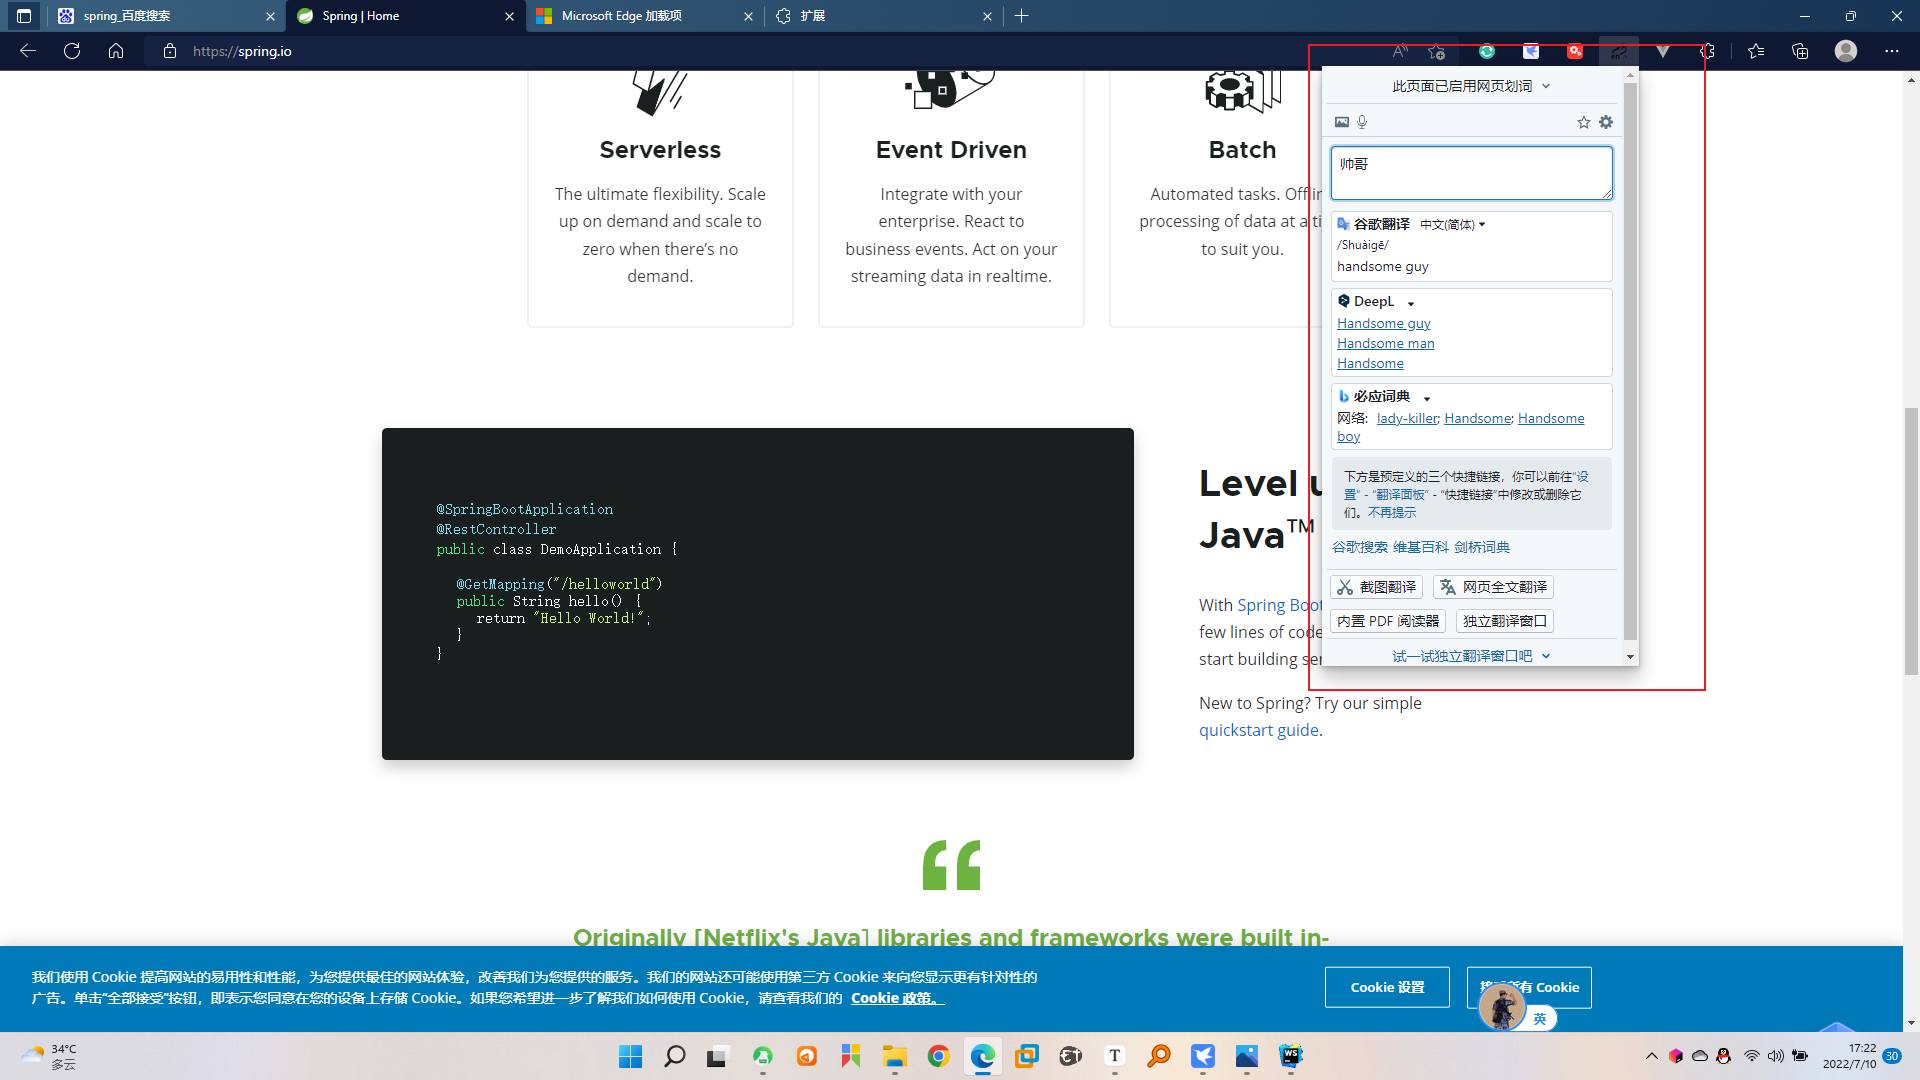 spring_百度搜索
Spring | Home
Microsoft Edge 加载项
扩展
https://spring.io
Serverless
The ultimate flexibility. Scale
up on demand and scale to
zero when there’s no
demand.
Event Driven
Integrate with your
enterprise. React to
business events. Act on your
streaming data in realtime.
Batch
Automated tasks. Offlin
processing of data at a ti
to suit you.
此页面已启用网页划词
帅哥
谷歌翻译 中文(简体)
/Shuàigē/
handsome guy
DeepL
Handsome guy
Handsome man
Handsome
必应词典
网络: lady-killer; Handsome; Handsome
boy
下方是预定义的三个快捷链接，你可以前往“设
置” - “翻译面板” - “快捷链接”中修改或删除它
们。不再提示
谷歌搜索 维基百科 剑桥词典
截图翻译 网页全文翻译
内置 PDF 阅读器 独立翻译窗口
试一试独立翻译窗口吧
@SpringBootApplication
@RestController
public class DemoApplication {
@GetMapping("/helloworld")
public String hello() {
return "Hello World!";
}
}
Level u
Java™
With Spring Boot
few lines of code
start building ser
New to Spring? Try our simple
quickstart guide.
Originally [Netflix's Java] libraries and frameworks were built in-
我们使用 Cookie 提高网站的易用性和性能，为您提供最佳的网站体验，改善我们为您提供的服务。我们的网站还可能使用第三方 Cookie 来向您显示更有针对性的
广告。单击“全部接受”按钮，即表示您同意在您的设备上存储 Cookie。如果您希望进一步了解我们如何使用 Cookie，请查看我们的 Cookie 政策。
Cookie 设置
接受所有 Cookie
英
34°C
多云
17:22
2022/7/10
30